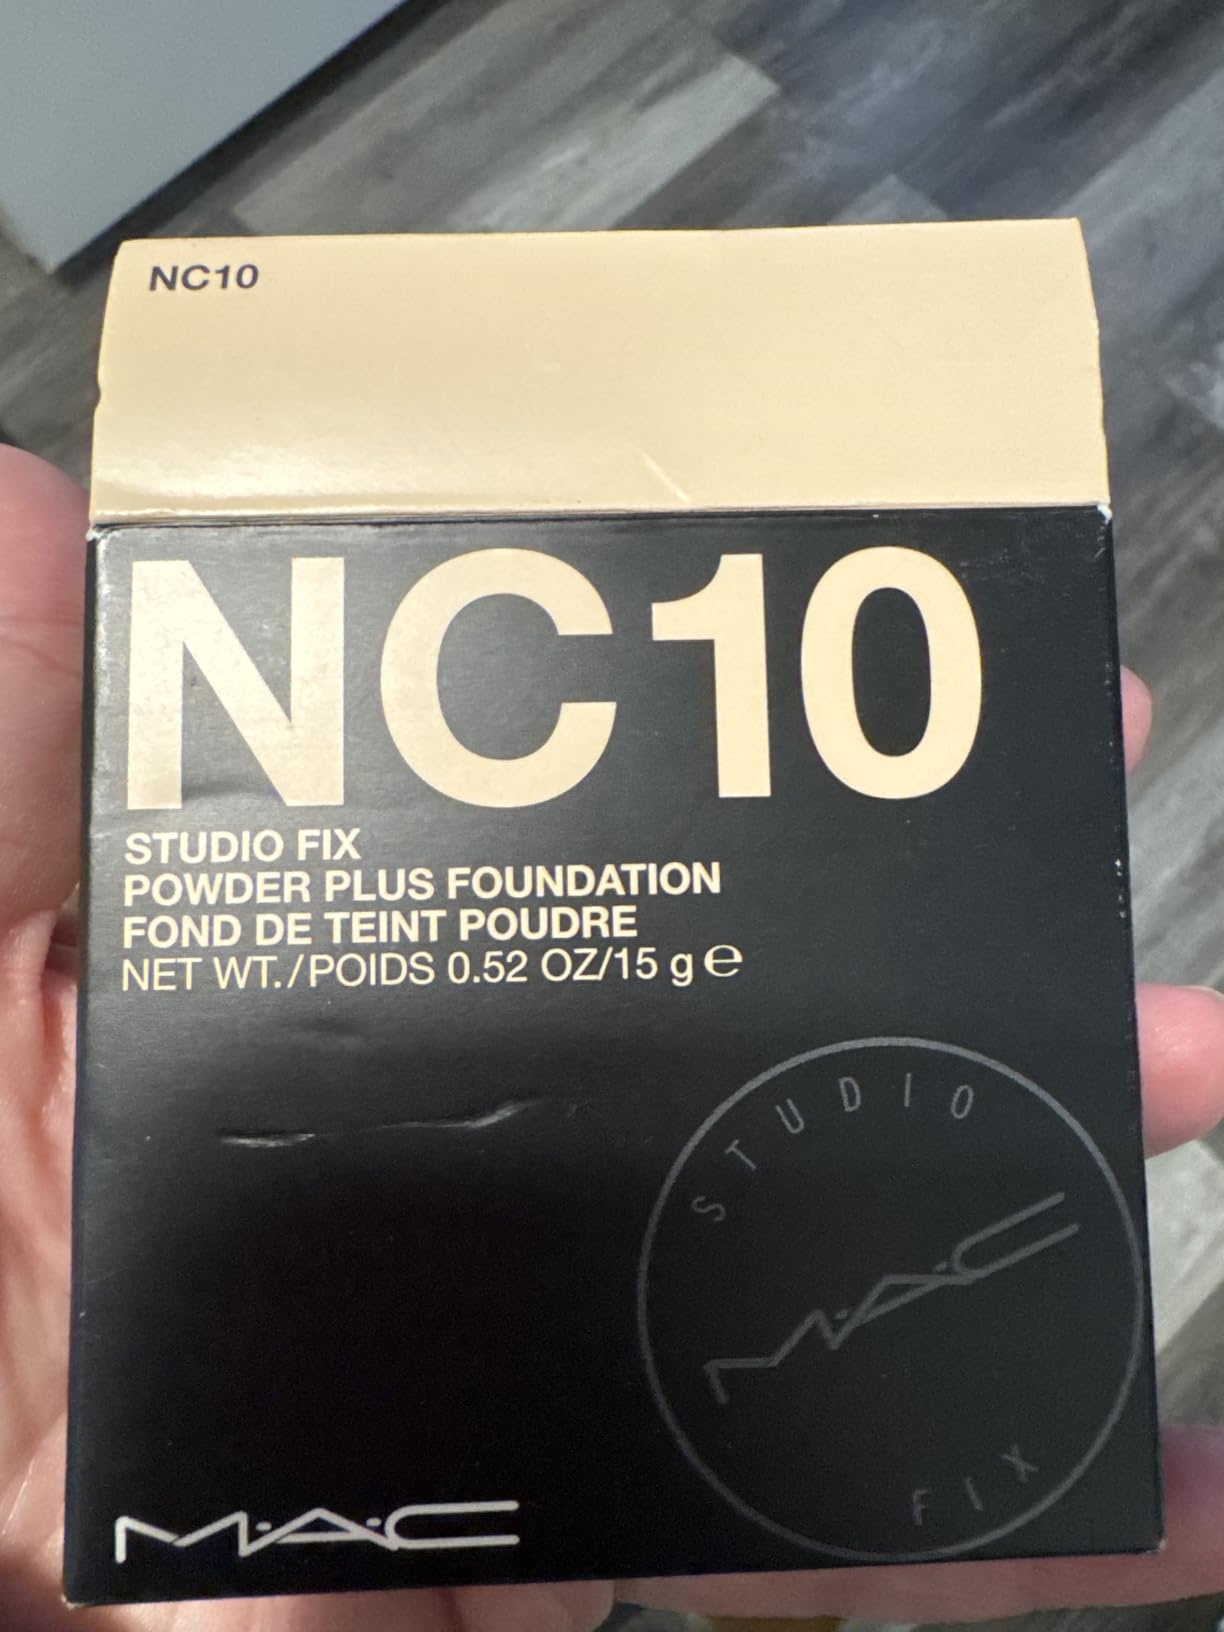 NC10
NC10
STUDIO FIX
POWDER PLUS FOUNDATION
FOND DE TEINT POUDRE
NET WT./POIDS 0.52 OZ/15 g ℮
STUDIO
MAC
FIX
M·A·C